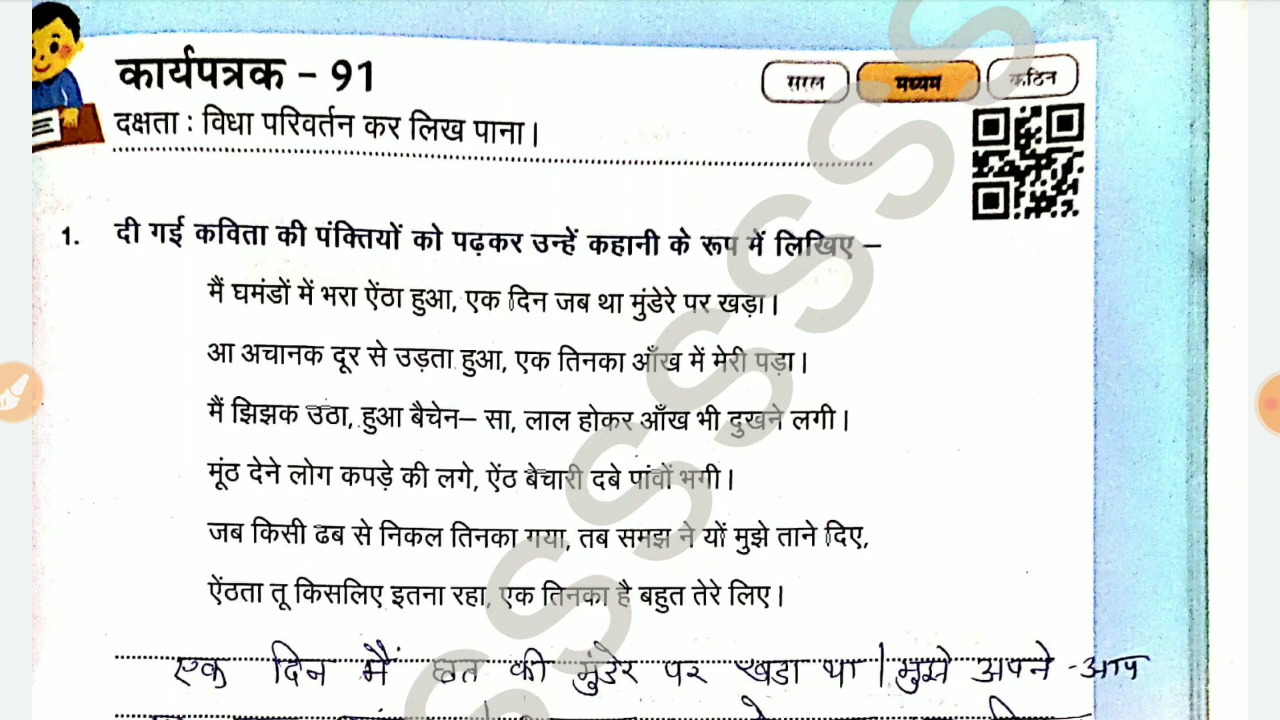 कार्यपत्रक - 91
सरल मध्यम कठिन
दक्षता : विधा परिवर्तन कर लिख पाना।
1. दी गई कविता की पंक्तियों को पढ़कर उन्हें कहानी के रूप में लिखिए –
मैं घमंडों में भरा ऐंठा हुआ, एक दिन जब था मुंडेरे पर खड़ा।
आ अचानक दूर से उड़ता हुआ, एक तिनका आँख में मेरी पड़ा।
मैं झिझक उठा, हुआ बैचेन– सा, लाल होकर आँख भी दुखने लगी।
मूंठ देने लोग कपड़े की लगे, ऐंठ बेचारी दबे पांवों भगी।
जब किसी ढब से निकल तिनका गया, तब समझ ने यों मुझे ताने दिए,
ऐंठता तू किसलिए इतना रहा, एक तिनका है बहुत तेरे लिए।
एक दिन मैं छत की मुंडेर पर खडा था। मुझे अपने -आप
SSSSSSS